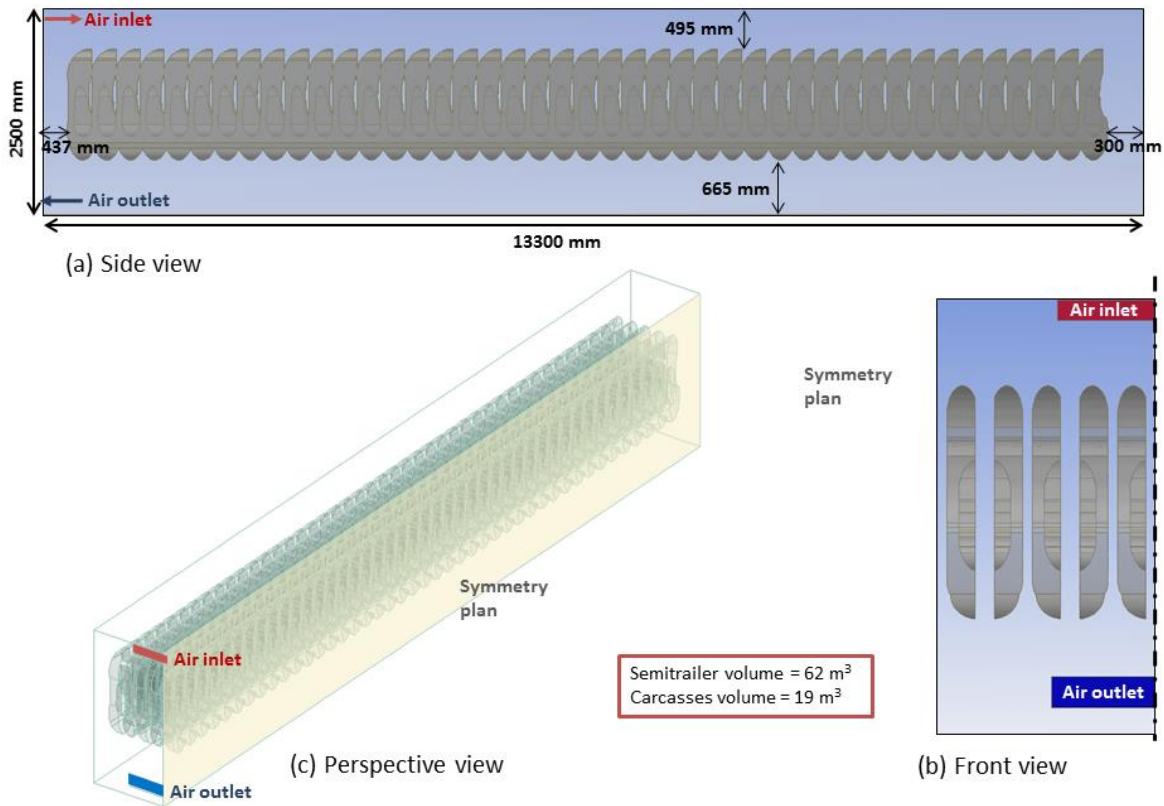 Air inlet
495 mm
2500 mm
437 mm
300 mm
665 mm
Air outlet
13300 mm
(a) Side view
Symmetry
plan
Air inlet
Symmetry
plan
Air inlet
Semitrailer volume = 62 m³
Carcasses volume = 19 m³
Air outlet
(c) Perspective view
(b) Front view
Air outlet